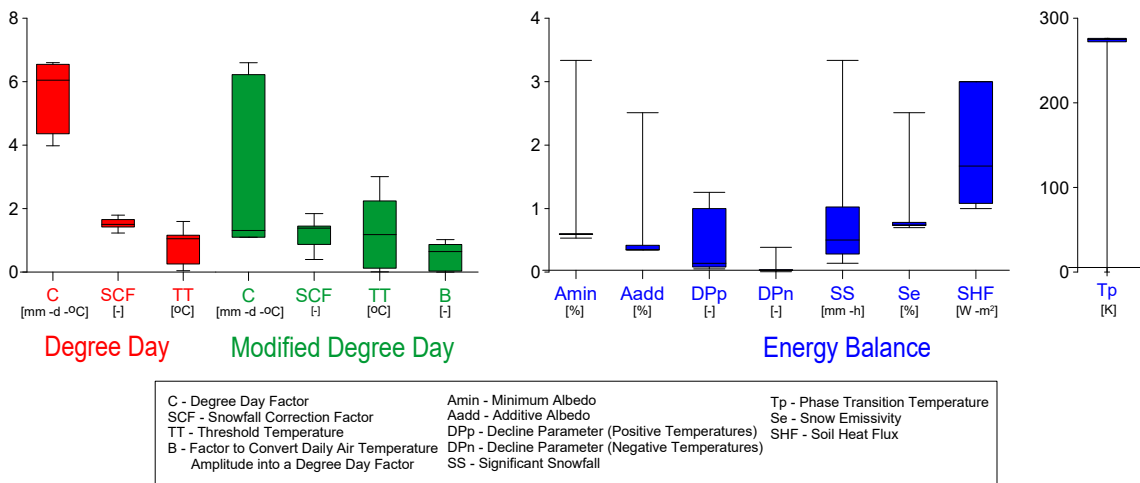 8
6
4
2
0
C
SCF
TT
C
SCF
TT
B
[mm -d -ºC]
[-]
[ºC]
[mm -d -ºC]
[-]
[ºC]
[-]
Degree Day
Modified Degree Day
4
3
2
1
0
Amin
Aadd
DPp
DPn
SS
Se
SHF
[%]
[%]
[-]
[-]
[mm -h]
[%]
[W -m²]
Energy Balance
300
200
100
0
Tp
[K]
C - Degree Day Factor
SCF - Snowfall Correction Factor
TT - Threshold Temperature
B - Factor to Convert Daily Air Temperature
Amplitude into a Degree Day Factor
Amin - Minimum Albedo
Aadd - Additive Albedo
DPp - Decline Parameter (Positive Temperatures)
DPn - Decline Parameter (Negative Temperatures)
SS - Significant Snowfall
Tp - Phase Transition Temperature
Se - Snow Emissivity
SHF - Soil Heat Flux